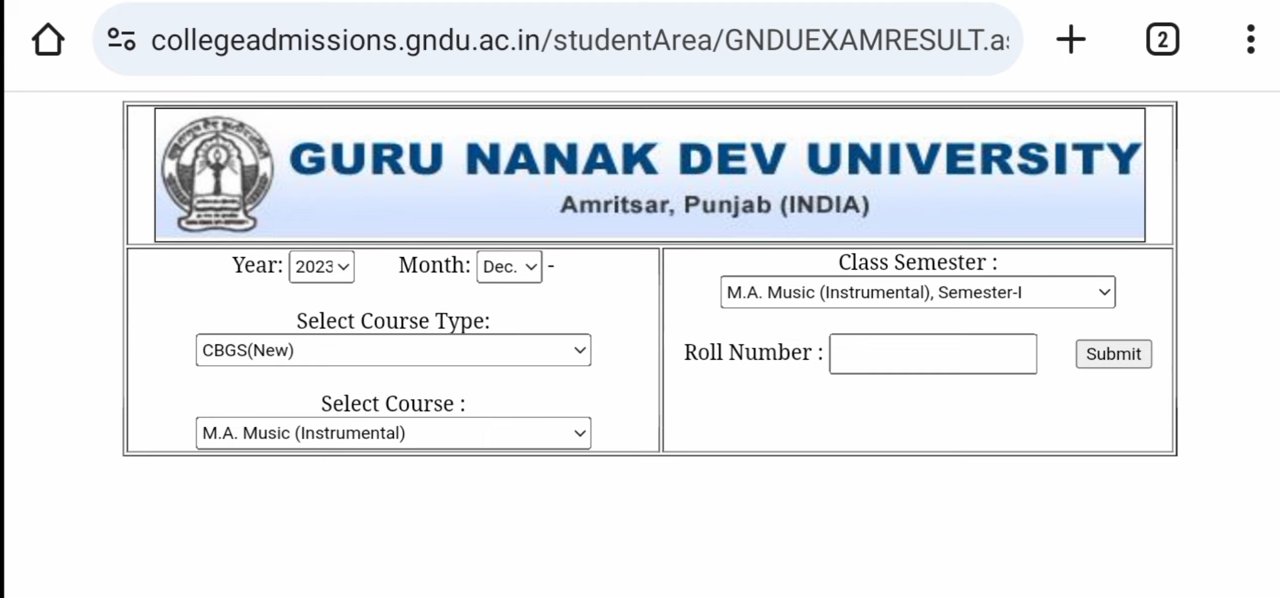 collegeadmissions.gndu.ac.in/studentArea/GNDUEXAMRESULT.a
2
GURU NANAK DEV UNIVERSITY
Amritsar, Punjab (INDIA)
Year: 2023 Month: Dec. -
Select Course Type:
CBGS(New)
Select Course :
M.A. Music (Instrumental)
Class Semester :
M.A. Music (Instrumental), Semester-I
Roll Number : Submit